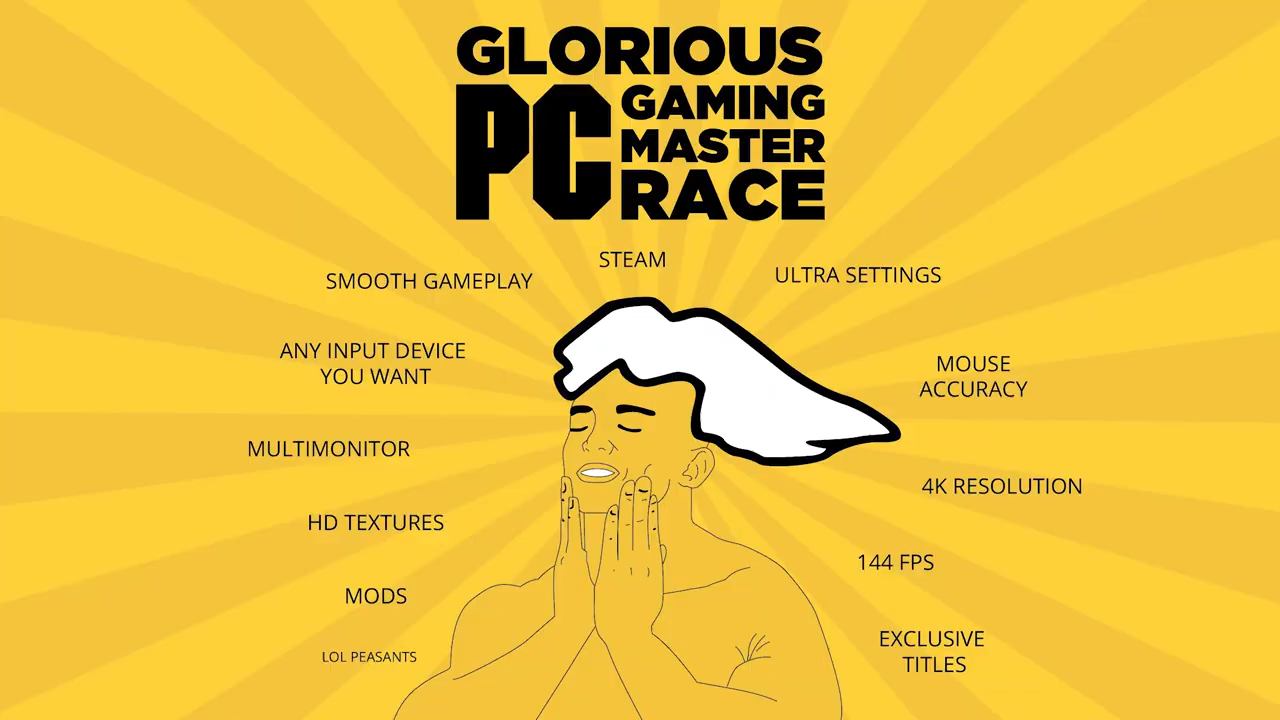 GLORIOUS
PC
GAMING
MASTER
RACE
STEAM
SMOOTH GAMEPLAY
ULTRA SETTINGS
ANY INPUT DEVICE
YOU WANT
MOUSE
ACCURACY
MULTIMONITOR
4K RESOLUTION
HD TEXTURES
144 FPS
MODS
EXCLUSIVE
TITLES
LOL PEASANTS